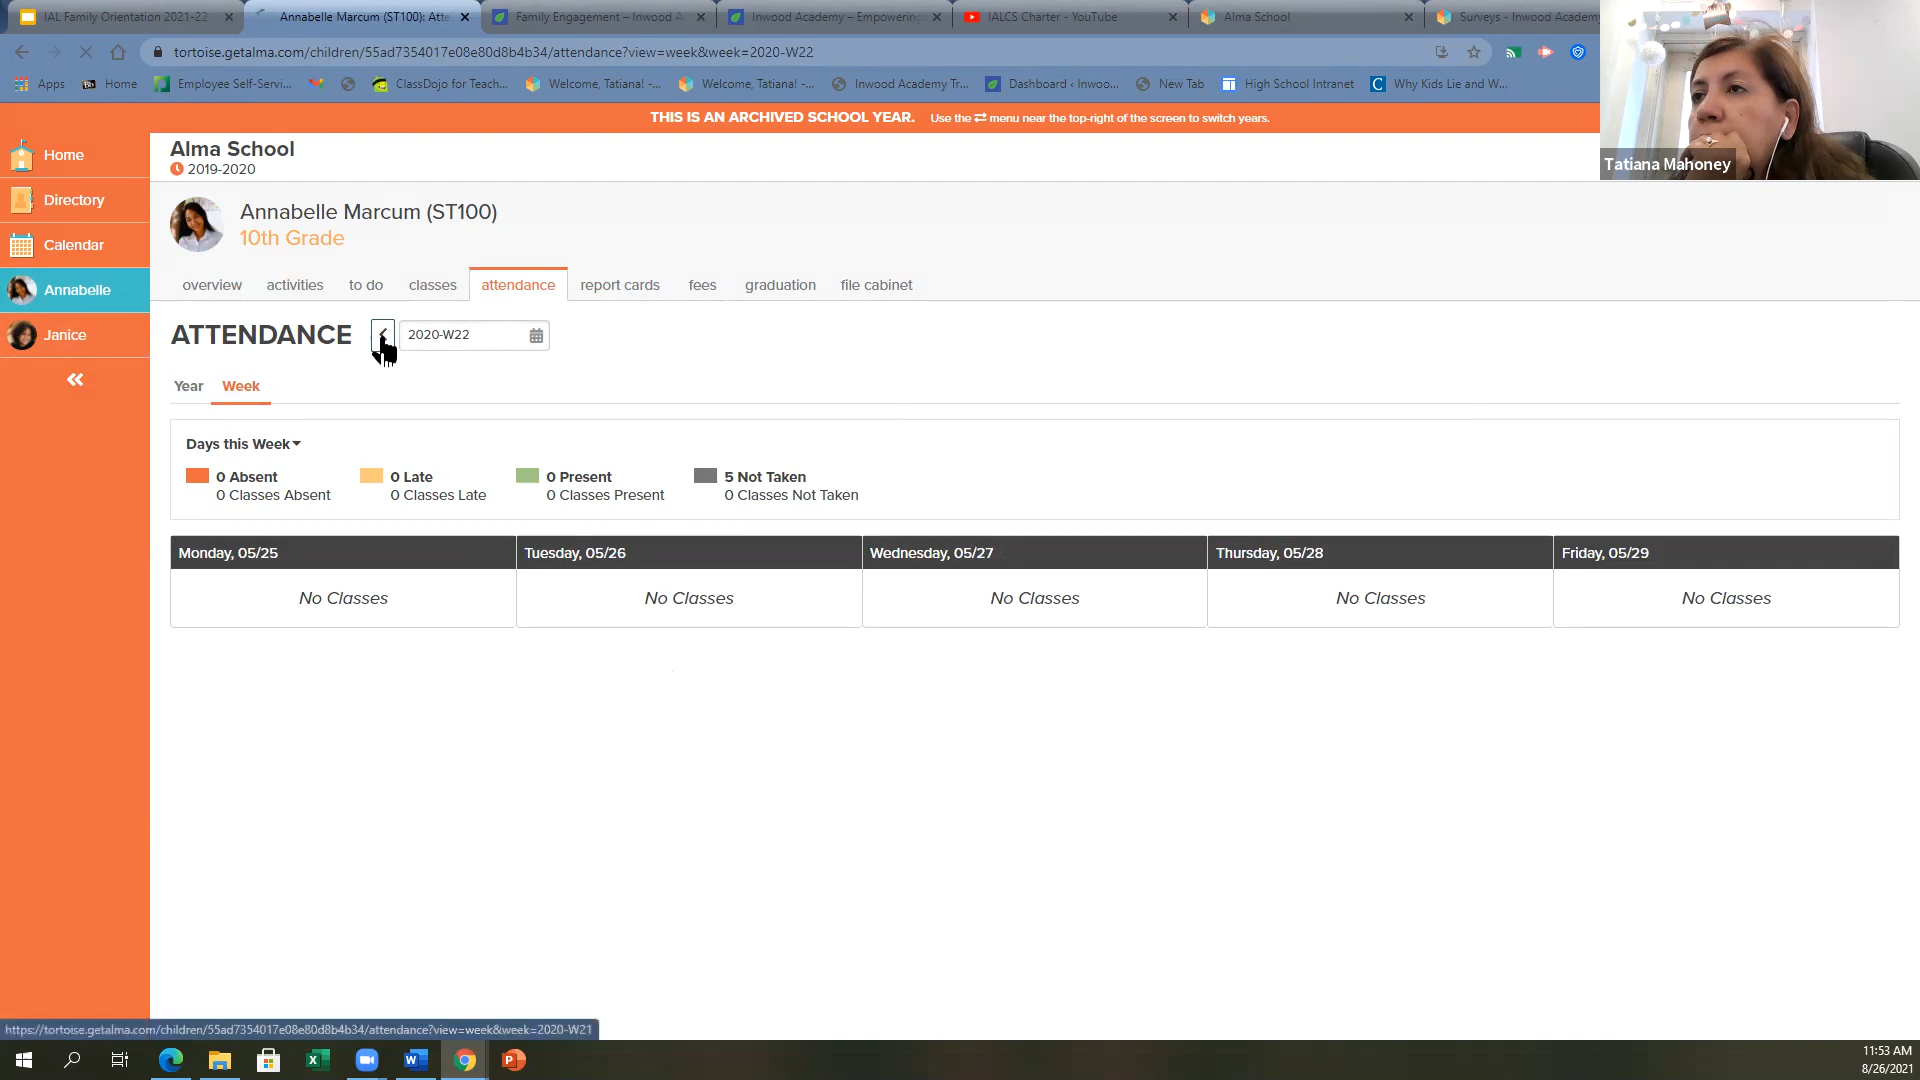 IAL Family Orientation 2021-22
Annabelle Marcum (ST100): Atte
Family Engagement – Inwood A
Inwood Academy – Empowering
IALCS Charter - YouTube
Alma School
Surveys - Inwood Academy
tortoise.getalma.com/children/55ad7354017e08e80d8b4b34/attendance?view=week&week=2020-W22
Apps
Home
Employee Self-Servi...
ClassDojo for Teach...
Welcome, Tatiana! -...
Welcome, Tatiana! -...
Inwood Academy Tr...
Dashboard ‹ Inwoo...
New Tab
High School Intranet
Why Kids Lie and W...
THIS IS AN ARCHIVED SCHOOL YEAR. Use the ⇄ menu near the top-right of the screen to switch years.
Tatiana Mahoney
Home
Directory
Calendar
Annabelle
Janice
Alma School
2019-2020
Annabelle Marcum (ST100)
10th Grade
overview activities to do classes attendance report cards fees graduation file cabinet
ATTENDANCE 2020-W22
Year Week
Days this Week
0 Absent 0 Late 0 Present 5 Not Taken
0 Classes Absent 0 Classes Late 0 Classes Present 0 Classes Not Taken
Monday, 05/25 Tuesday, 05/26 Wednesday, 05/27 Thursday, 05/28 Friday, 05/29
No Classes No Classes No Classes No Classes No Classes
https://tortoise.getalma.com/children/55ad7354017e08e80d8b4b34/attendance?view=week&week=2020-W21
11:53 AM
8/26/2021